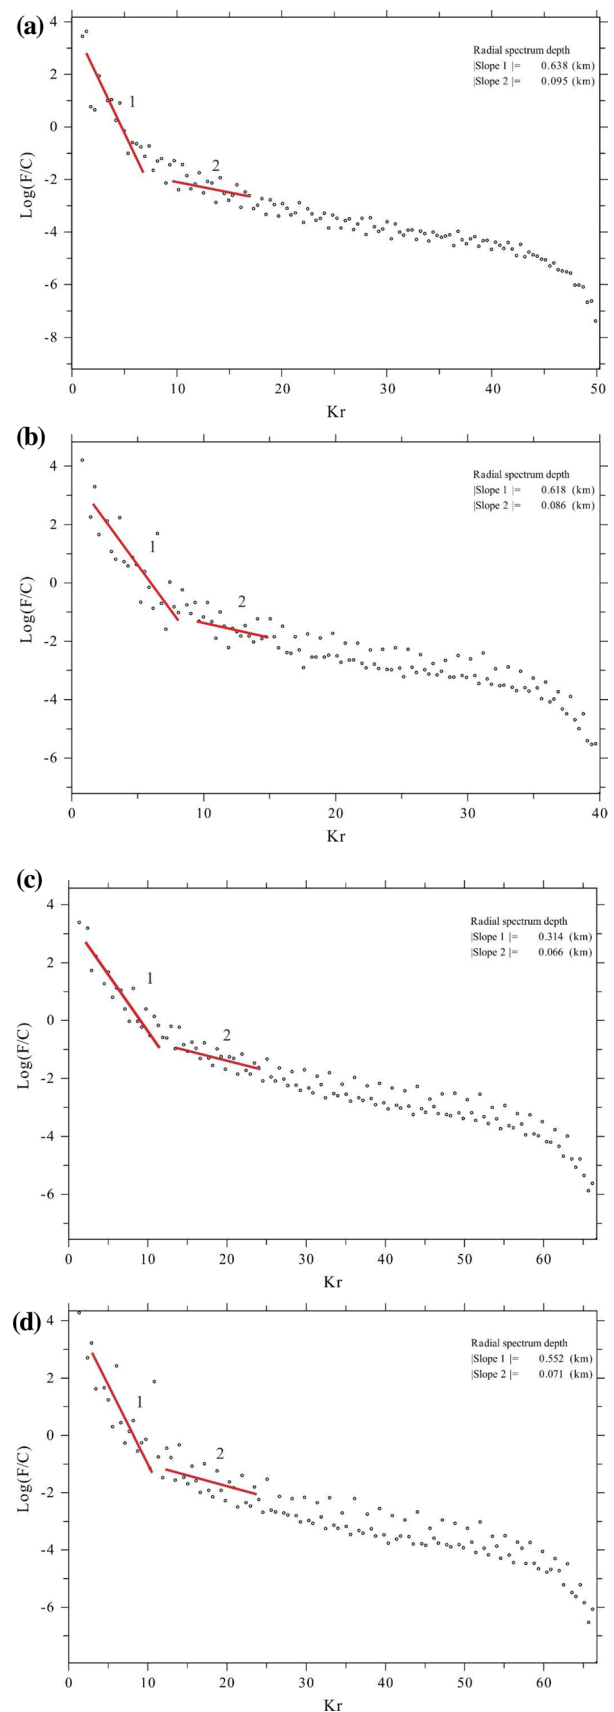 (a)
Radial spectrum depth
|Slope 1 |= 0.638 (km)
|Slope 2 |= 0.095 (km)
4
2
0
-2
-4
-6
-8
1
2
Log(F/C)
0 10 20 30 40 50
Kr
(b)
Radial spectrum depth
|Slope 1 |= 0.618 (km)
|Slope 2 |= 0.086 (km)
4
2
0
-2
-4
-6
1
2
Log(F/C)
0 10 20 30 40
Kr
(c)
Radial spectrum depth
|Slope 1 |= 0.314 (km)
|Slope 2 |= 0.066 (km)
4
2
0
-2
-4
-6
1
2
Log(F/C)
0 10 20 30 40 50 60
Kr
(d)
Radial spectrum depth
|Slope 1 |= 0.552 (km)
|Slope 2 |= 0.071 (km)
4
2
0
-2
-4
-6
1
2
Log(F/C)
0 10 20 30 40 50 60
Kr